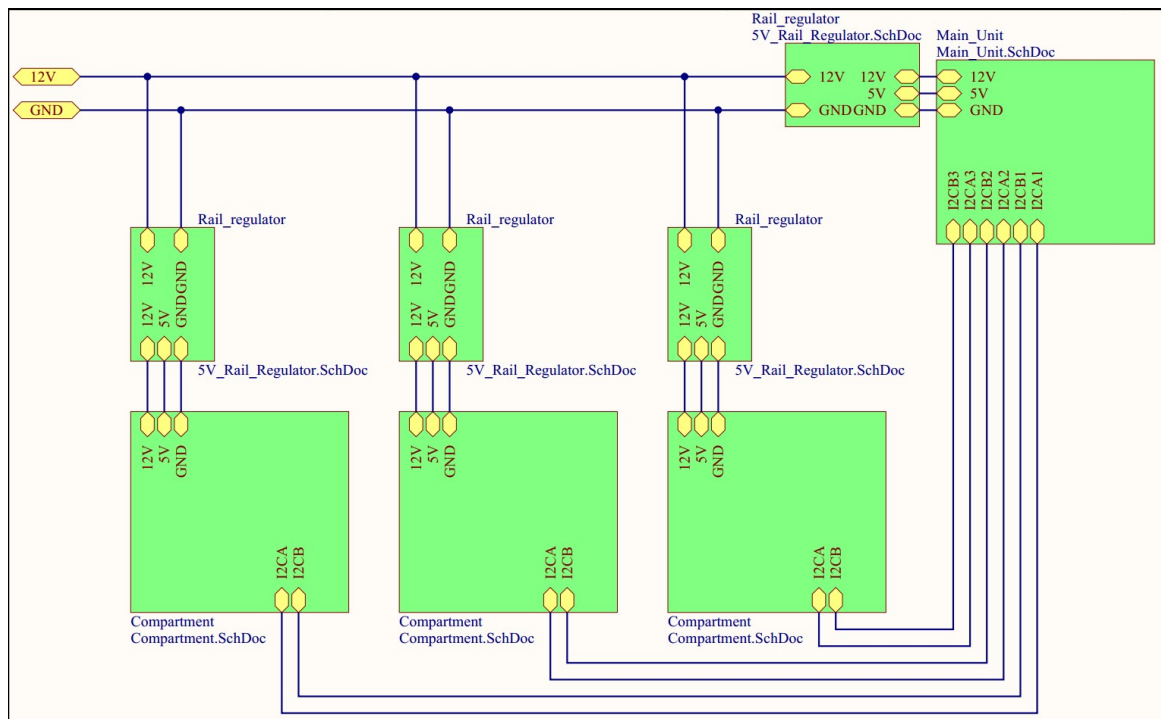 Rail_regulator
5V_Rail_Regulator.SchDoc
Main_Unit
Main_Unit.SchDoc
12V
12V 12V
12V
5V
5V
GND
GND GND
GND
I2CB3
I2CA3
I2CB2
I2CA2
I2CB1
I2CA1
Rail_regulator
12V
GND
12V
5V
GND
5V_Rail_Regulator.SchDoc
Rail_regulator
12V
GND
12V
5V
GND
5V_Rail_Regulator.SchDoc
Rail_regulator
12V
GND
12V
5V
GND
5V_Rail_Regulator.SchDoc
12V
5V
GND
I2CA
I2CB
Compartment
Compartment.SchDoc
12V
5V
GND
I2CA
I2CB
Compartment
Compartment.SchDoc
12V
5V
GND
I2CA
I2CB
Compartment
Compartment.SchDoc